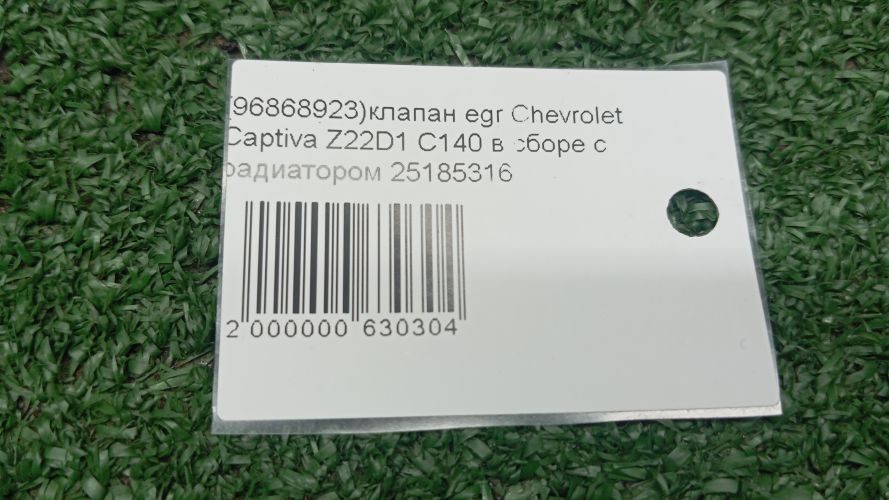 (96868923)клапан egr Chevrolet
Captiva Z22D1 C140 в сборе с
радиатором 25185316
2 000000 630304